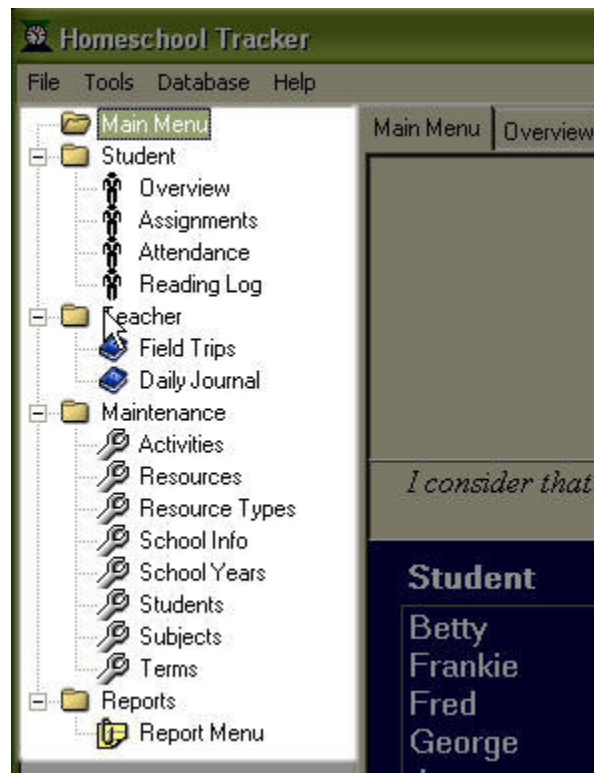 Homeschool Tracker
File Tools Database Help
Main Menu
Student
Overview
Assignments
Attendance
Reading Log
Teacher
Field Trips
Daily Journal
Maintenance
Activities
Resources
Resource Types
School Info
School Years
Students
Subjects
Terms
Reports
Report Menu
Main Menu Overview
I consider that
Student
Betty
Frankie
Fred
George